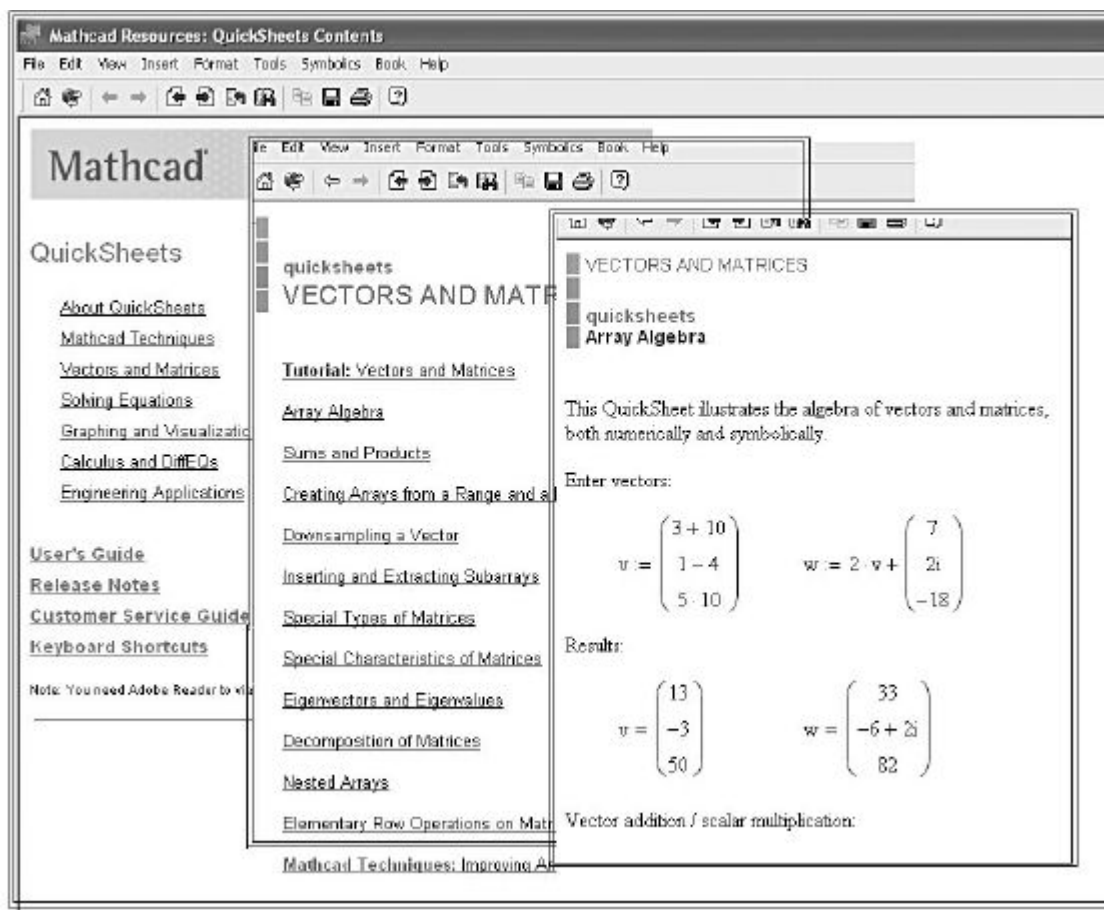 Mathcad Resources: QuickSheets Contents
File Edit View Insert Format Tools Symbolics Book Help
Mathcad
QuickSheets
About QuickSheets
Mathcad Techniques
Vectors and Matrices
Solving Equations
Graphing and Visualizatio
Calculus and DiffEQs
Engineering Applications
User's Guide
Release Notes
Customer Service Guide
Keyboard Shortcuts
Note: You need Adobe Reader to vie
ile Edit View Insert Format Tools Symbolics Book Help
quicksheets
VECTORS AND MATR
Tutorial: Vectors and Matrices
Array Algebra
Sums and Products
Creating Arrays from a Range and a
Downsampling a Vector
Inserting and Extracting Subarrays
Special Types of Matrices
Special Characteristics of Matrices
Eigenvectors and Eigenvalues
Decomposition of Matrices
Nested Arrays
Elementary Row Operations on Matr
Mathcad Techniques: Improving Ar
VECTORS AND MATRICES
quicksheets
Array Algebra
This QuickSheet illustrates the algebra of vectors and matrices,
both numerically and symbolically.
Enter vectors:
3 + 10 7
v := 1 − 4 w := 2 · v + 2i
5 · 10 −18
Results:
13 33
v = −3 w = −6 + 2i
50 82
Vector addition / scalar multiplication: